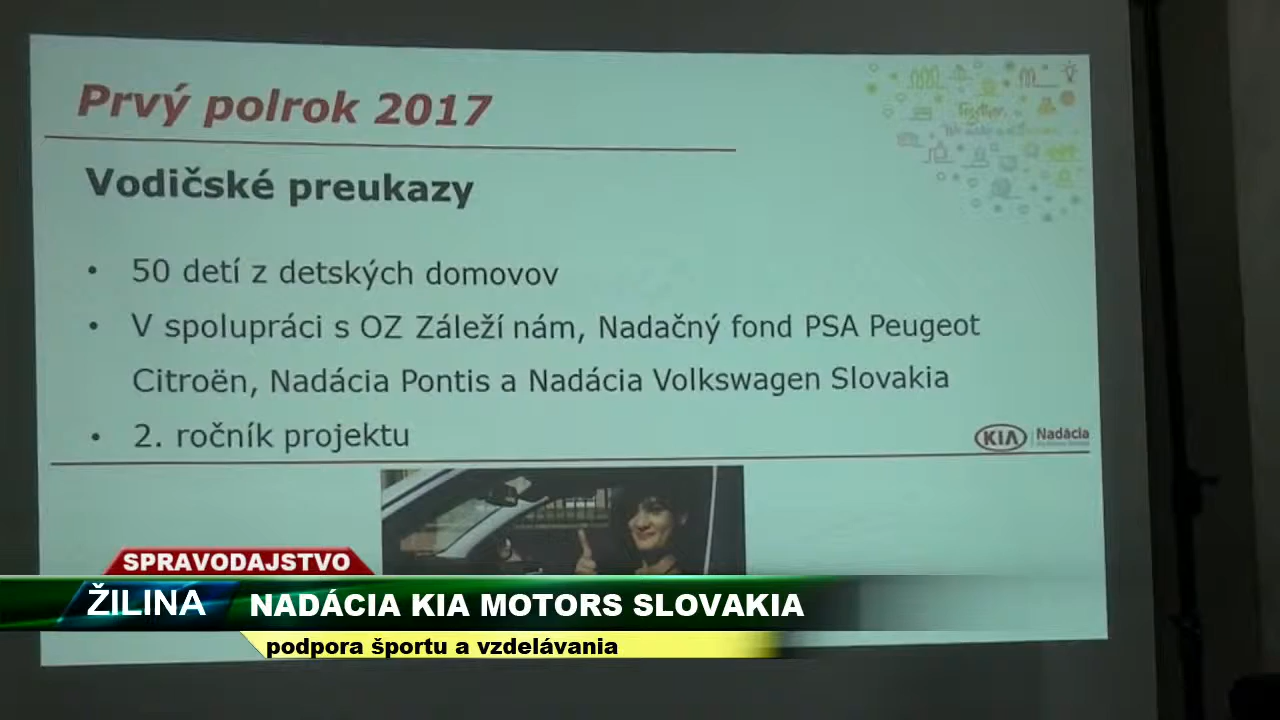 Prvý polrok 2017
Vodičské preukazy
• 50 detí z detských domovov
• V spolupráci s OZ Záleží nám, Nadačný fond PSA Peugeot
Citroën, Nadácia Pontis a Nadácia Volkswagen Slovakia
• 2. ročník projektu
KIA Nadácia
SPRAVODAJSTVO
ŽILINA
NADÁCIA KIA MOTORS SLOVAKIA
podpora športu a vzdelávania